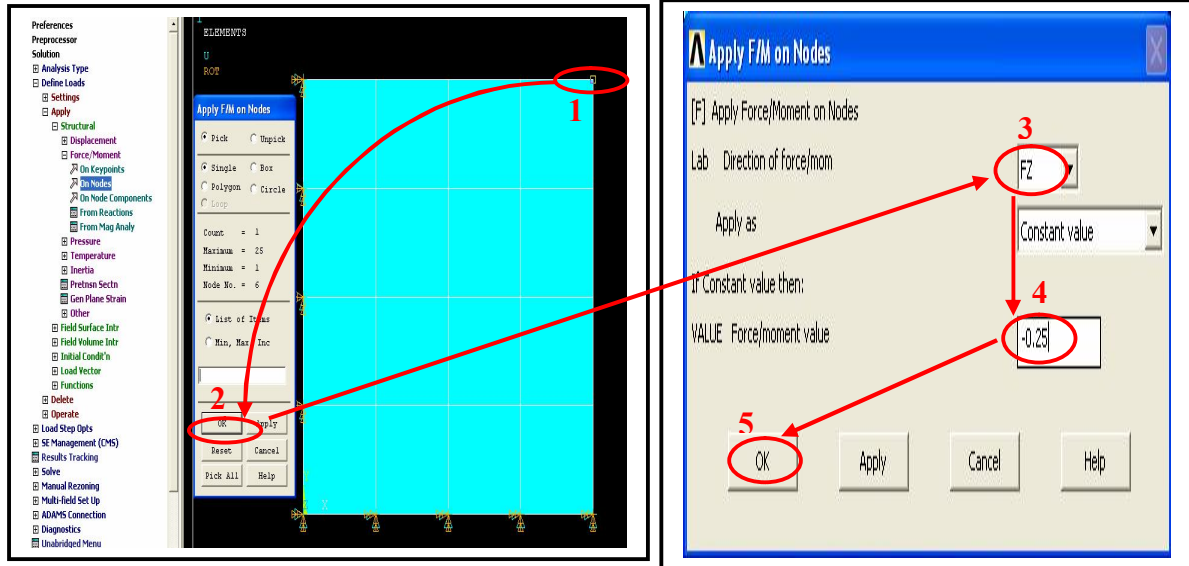 Preferences
Preprocessor
Solution
Analysis Type
Define Loads
Settings
Apply
Structural
Displacement
Force/Moment
On Keypoints
On Nodes
On Node Components
From Reactions
From Mag Analy
Pressure
Temperature
Inertia
Pretnsn Sectn
Gen Plane Strain
Other
Field Surface Intr
Field Volume Intr
Initial Condit'n
Load Vector
Functions
Delete
Operate
Load Step Opts
SE Management (CMS)
Results Tracking
Solve
Manual Rezoning
Multi-field Set Up
ADAMS Connection
Diagnostics
Unabridged Menu
1
ELEMENTS
U
ROT
1
Apply F/M on Nodes
Pick Unpick
Single Box
Polygon Circle
Loop
Count = 1
Maximum = 25
Minimum = 1
Node No. = 6
List of Items
Min, Max, Inc
2
OK Apply
Reset Cancel
Pick All Help
X
Apply F/M on Nodes
[F] Apply Force/Moment on Nodes
3
Lab Direction of force/mom FZ
Apply as Constant value
If Constant value then:
4
VALUE Force/moment value -0.25
5
OK Apply Cancel Help